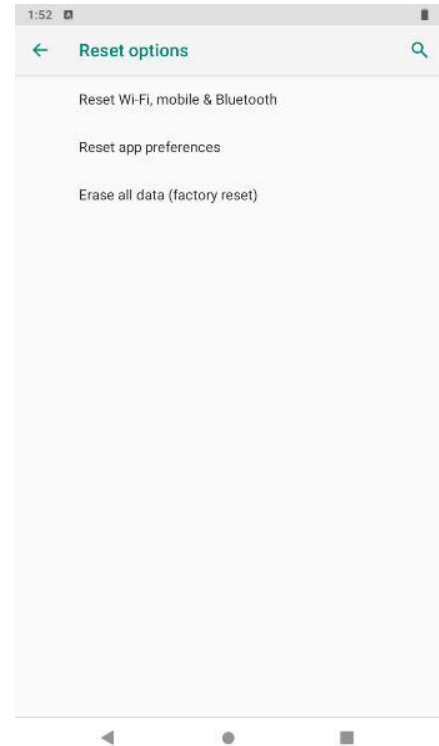 1:52
Reset options
Reset Wi-Fi, mobile & Bluetooth
Reset app preferences
Erase all data (factory reset)